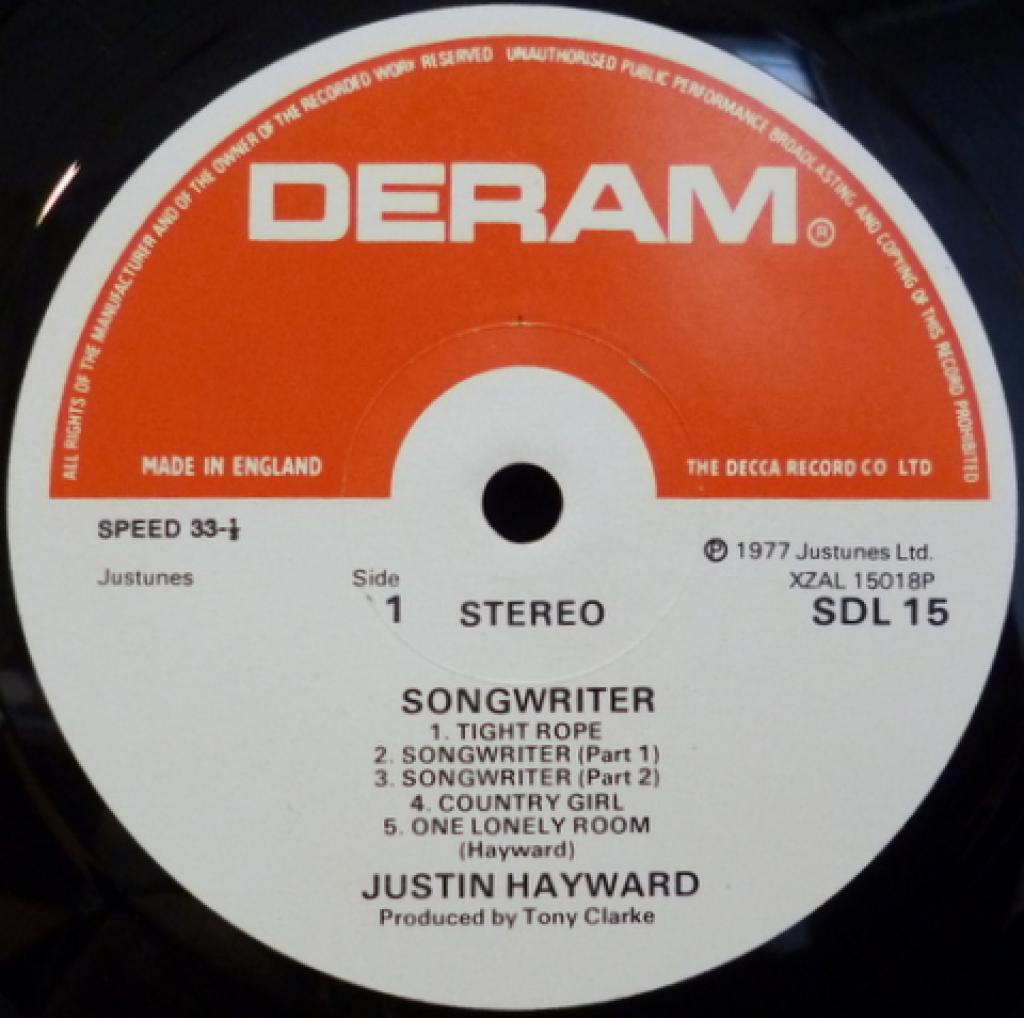 ALL RIGHTS OF THE MANUFACTURER AND OF THE OWNER OF THE RECORDED WORK RESERVED UNAUTHORISED PUBLIC PERFORMANCE BROADCASTING AND COPYING OF THIS RECORD PROHIBITED
DERAM ®
MADE IN ENGLAND THE DECCA RECORD CO LTD
SPEED 33-⅓
℗ 1977 Justunes Ltd.
Justunes Side XZAL 15018P
1 STEREO SDL 15
SONGWRITER
1. TIGHT ROPE
2. SONGWRITER (Part 1)
3. SONGWRITER (Part 2)
4. COUNTRY GIRL
5. ONE LONELY ROOM
(Hayward)
JUSTIN HAYWARD
Produced by Tony Clarke